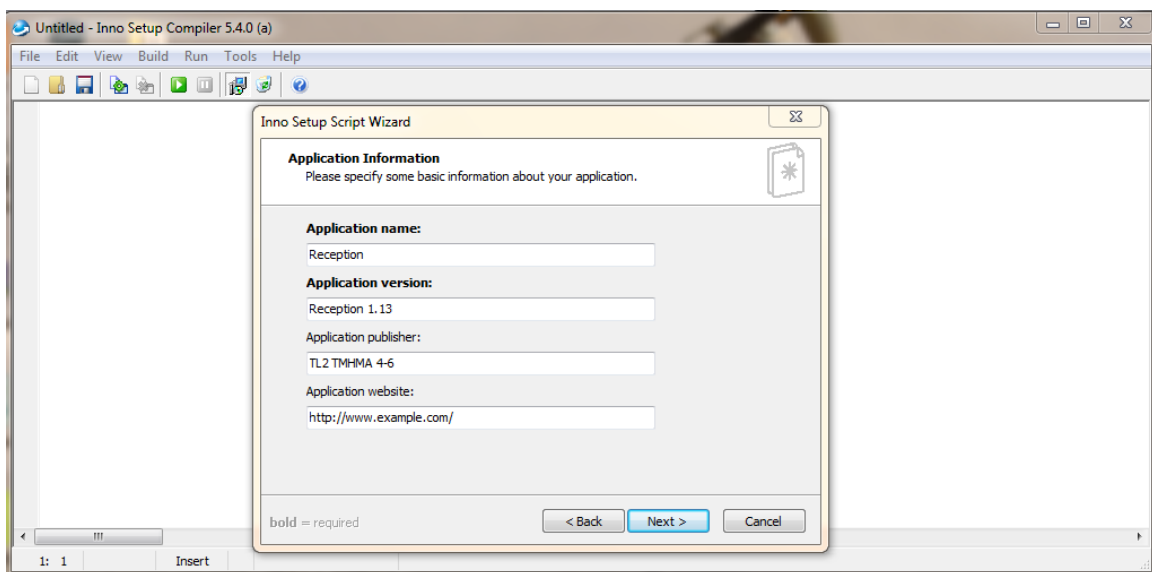 Untitled - Inno Setup Compiler 5.4.0 (a)
File Edit View Build Run Tools Help
Inno Setup Script Wizard
Application Information
Please specify some basic information about your application.
Application name:
Reception
Application version:
Reception 1.13
Application publisher:
TL2 TMHMA 4-6
Application website:
http://www.example.com/
bold = required
< Back Next > Cancel
1: 1 Insert